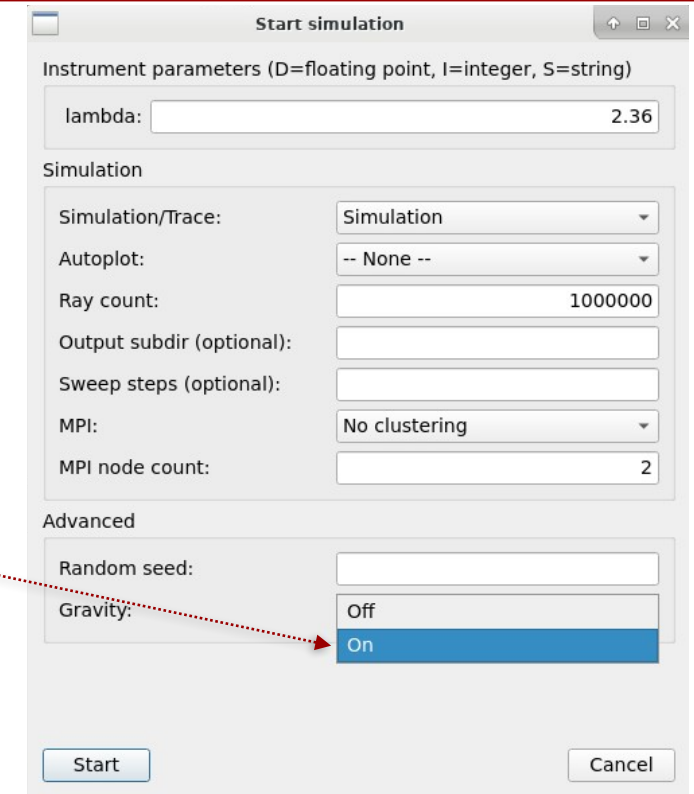 Start simulation
Instrument parameters (D=floating point, I=integer, S=string)
lambda: 2.36
Simulation
Simulation/Trace: Simulation
Autoplot: -- None --
Ray count: 1000000
Output subdir (optional):
Sweep steps (optional):
MPI: No clustering
MPI node count: 2
Advanced
Random seed:
Gravity: Off
On
Start Cancel